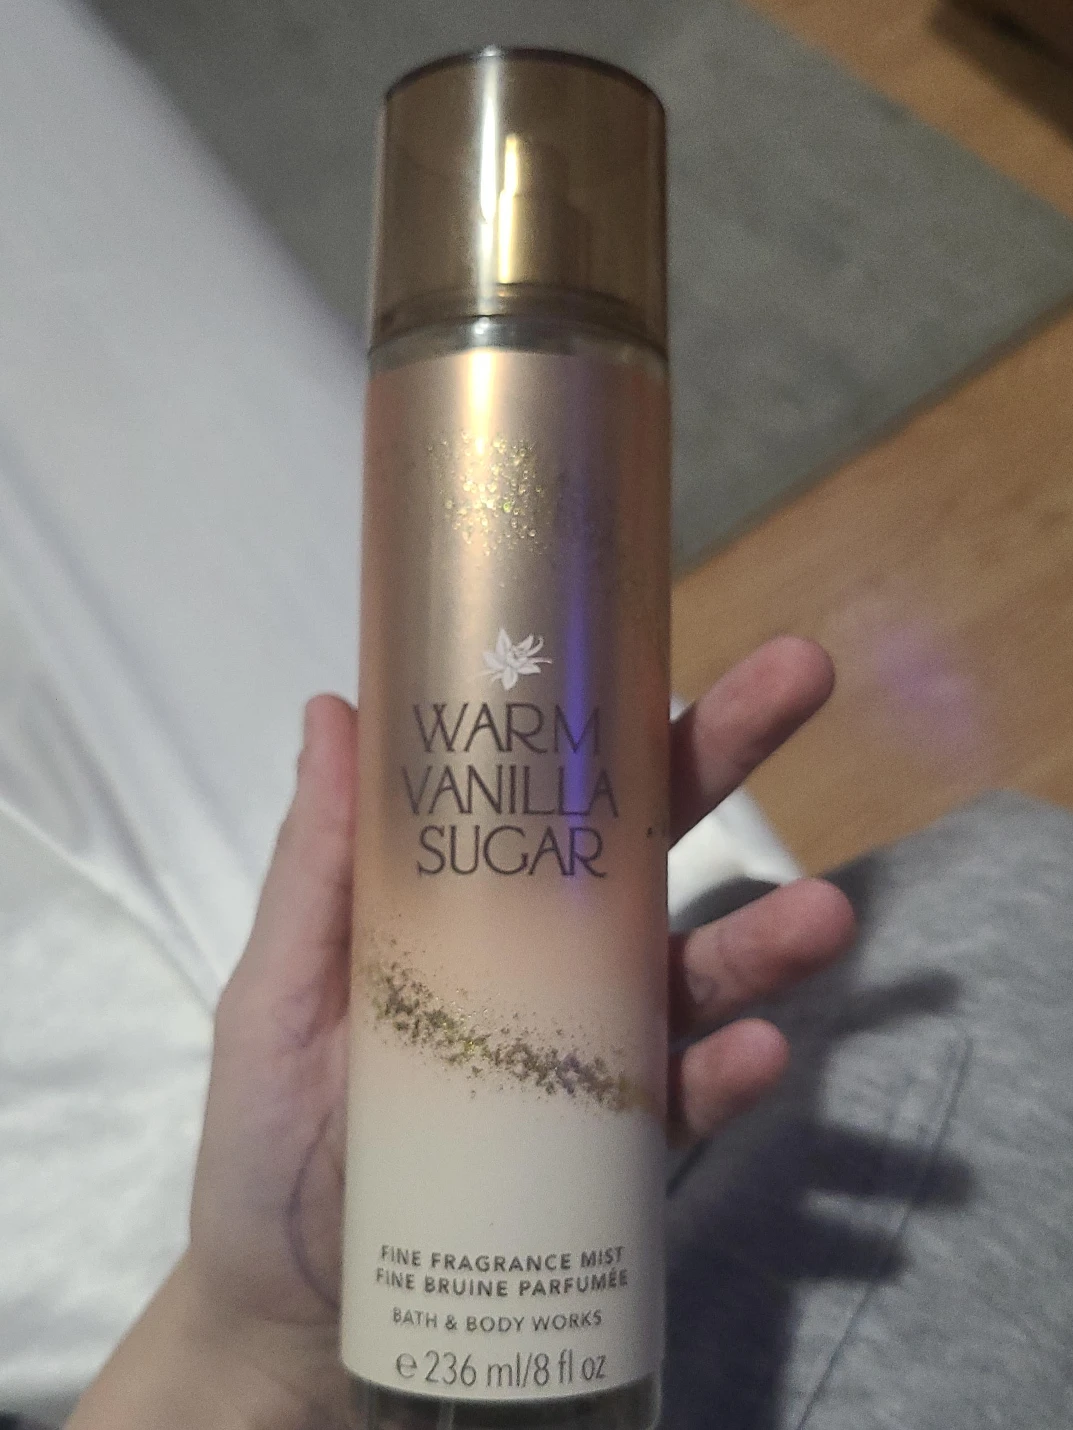 WARM
VANILLA
SUGAR
FINE FRAGRANCE MIST
FINE BRUINE PARFUMÉE
BATH & BODY WORKS
℮ 236 ml/8 fl oz